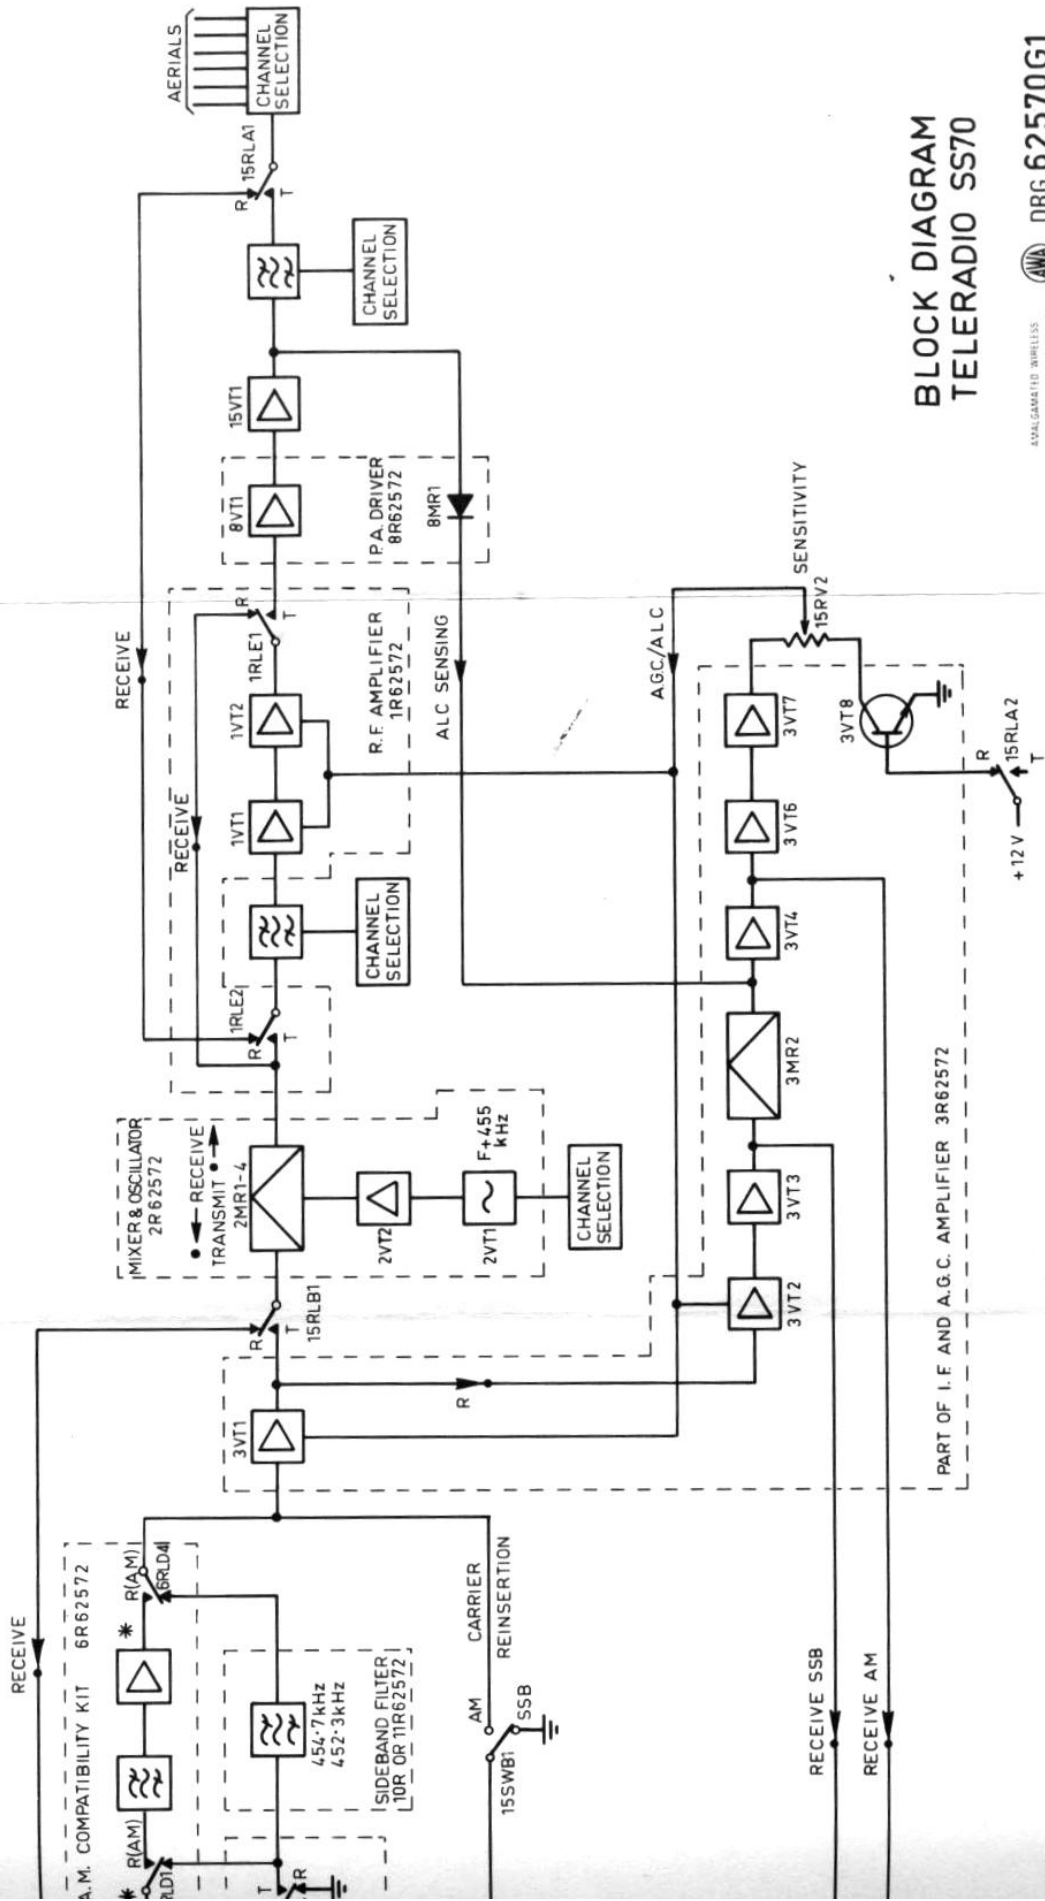 AERIALS
CHANNEL
SELECTION
15RLA1
R
T
CHANNEL
SELECTION
15VT1
8VT1
P.A. DRIVER
8R62572
8MR1
RECEIVE
RECEIVE
1RLE1
R
T
1VT2
1VT1
R.F. AMPLIFIER
1R62572
ALC SENSING
AGC/ALC
SENSITIVITY
15RV2
CHANNEL
SELECTION
1RLE2
R
T
3VT7
3VT8
3VT6
3VT4
R
15RLA2
T
+12V
MIXER & OSCILLATOR
2R62572
RECEIVE
TRANSMIT
2MR1-4
2VT2
2VT1
F+455
kHz
CHANNEL
SELECTION
3MR2
3VT3
3VT2
15RLB1
R
T
R
3VT1
PART OF I.F. AND A.G.C. AMPLIFIER 3R62572
RECEIVE
A.M. COMPATIBILITY KIT 6R62572
R(AM)
6RLD4
*
R(AM)
*
RLD1
454·7kHz
452·3kHz
SIDEBAND FILTER
10R OR 11R62572
T
R
CARRIER
REINSERTION
AM
SSB
15SWB1
RECEIVE SSB
RECEIVE AM
BLOCK DIAGRAM
TELERADIO SS70
AMALGAMATED WIRELESS
AWA
DRG 62570G1